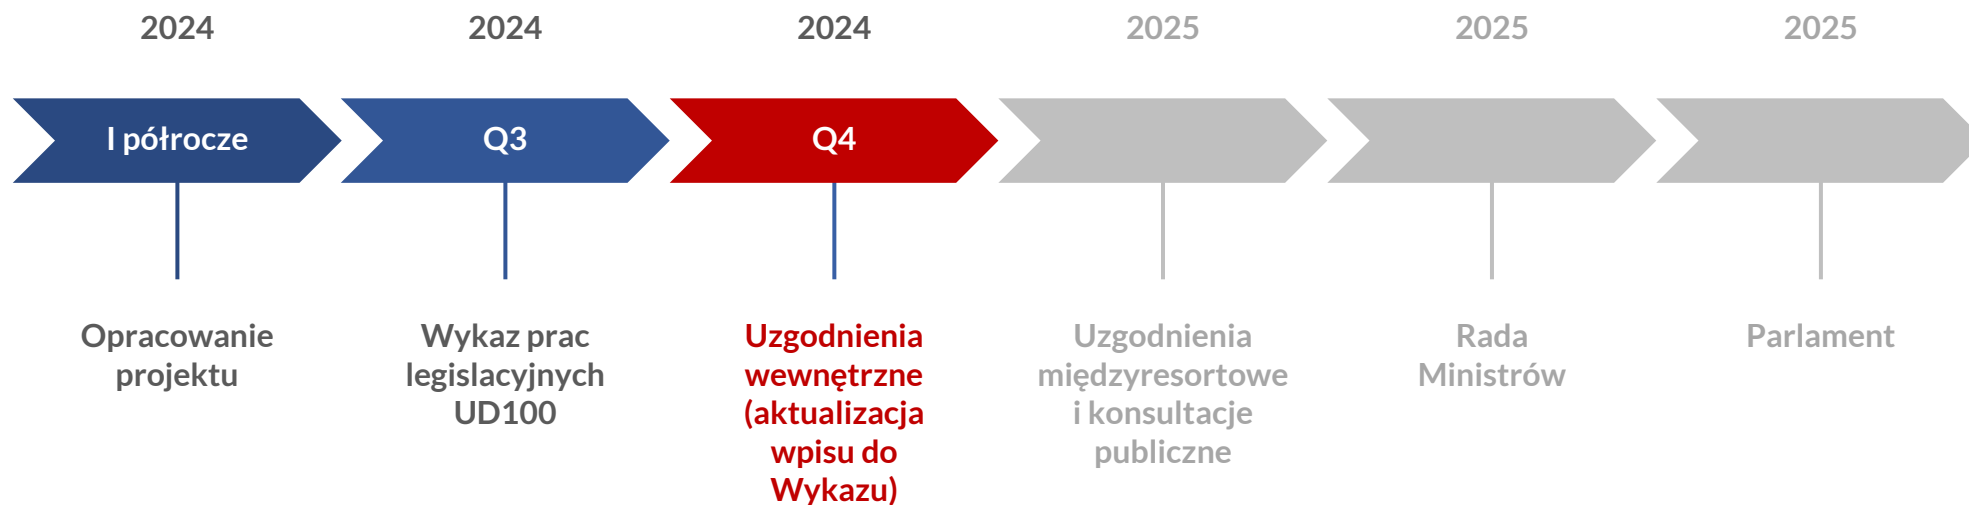 2024
2024
2024
2025
2025
2025
I półrocze
Q3
Q4
Opracowanie
projektu
Wykaz prac
legislacyjnych
UD100
Uzgodnienia
wewnętrzne
(aktualizacja
wpisu do
Wykazu)
Uzgodnienia
międzyresortowe
i konsultacje
publiczne
Rada
Ministrów
Parlament